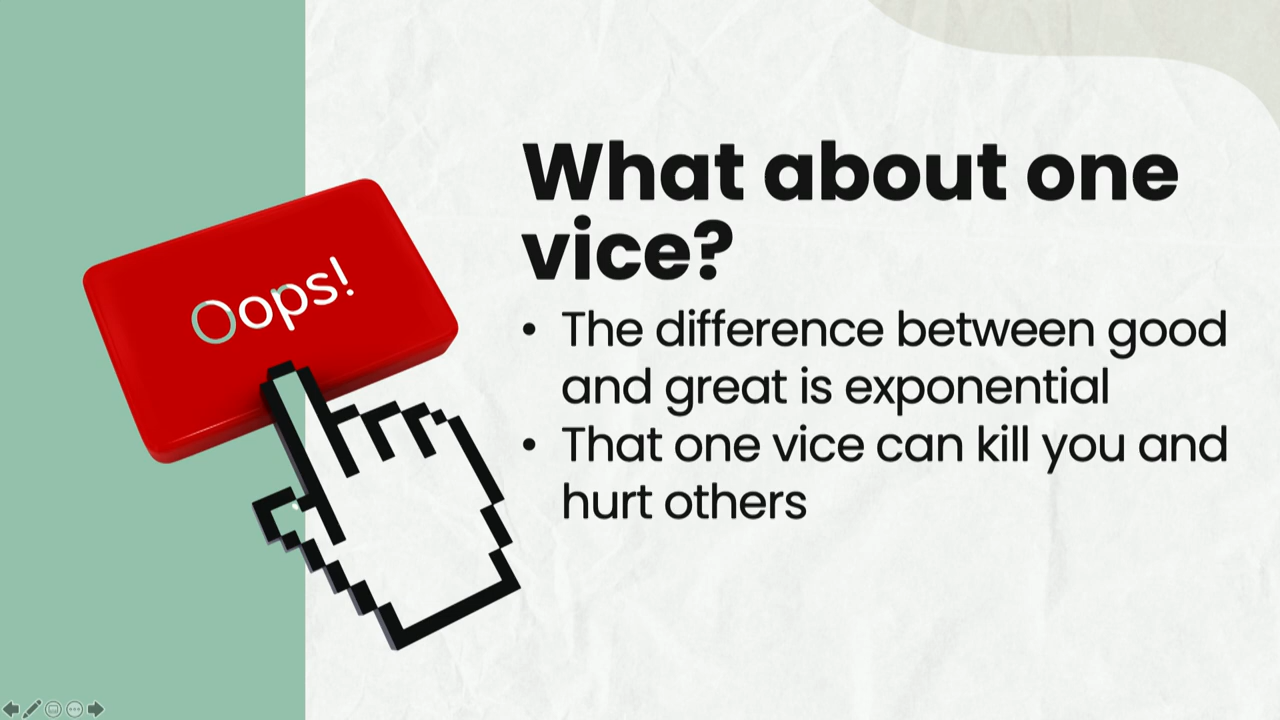 Oops!
What about one
vice?
• The difference between good
and great is exponential
• That one vice can kill you and
hurt others